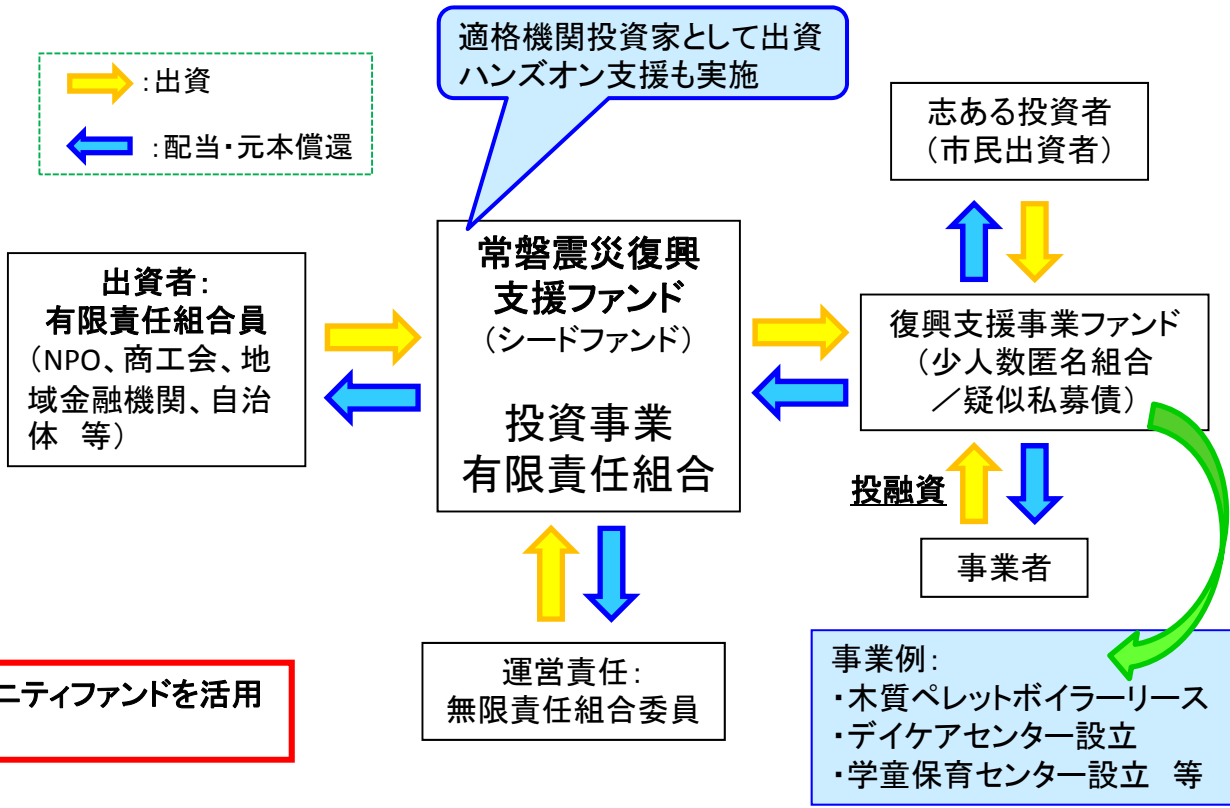 :出資
:配当・元本償還
適格機関投資家として出資
ハンズオン支援も実施
志ある投資者
（市民出資者）
出資者：
有限責任組合員
（NPO、商工会、地
域金融機関、自治
体　等）
常磐震災復興
支援ファンド
（シードファンド）
投資事業
有限責任組合
復興支援事業ファンド
（少人数匿名組合
／疑似私募債）
投融資
事業者
運営責任：
無限責任組合委員
ニティファンドを活用
事業例：
・木質ペレットボイラーリース
・デイケアセンター設立
・学童保育センター設立　等